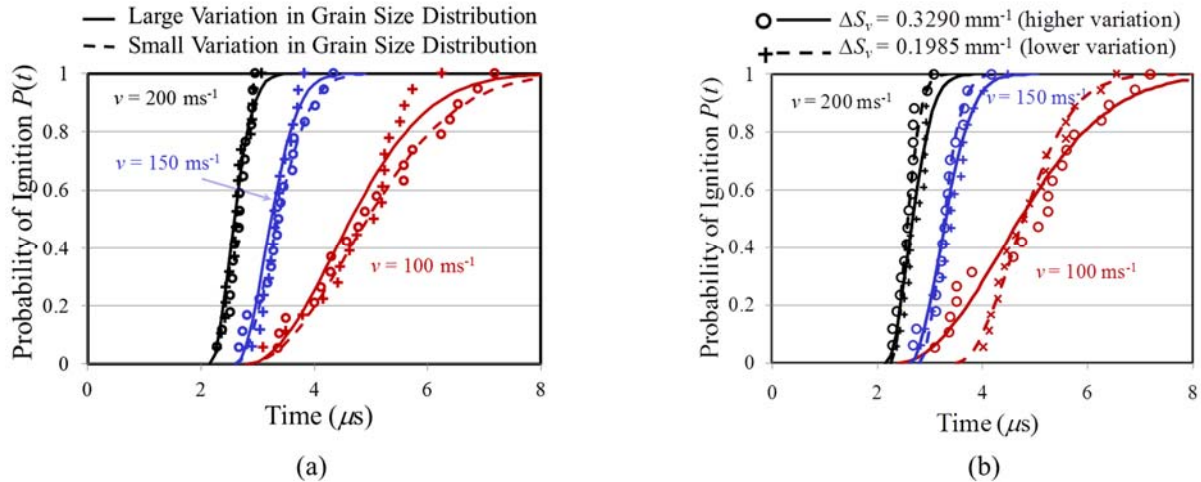 Large Variation in Grain Size Distribution
Small Variation in Grain Size Distribution
Probability of Ignition P(t)
1
0.8
0.6
0.4
0.2
0
v = 200 ms⁻¹
v = 150 ms⁻¹
v = 100 ms⁻¹
0 2 4 6 8
Time (μs)
(a)
ΔSᵥ = 0.3290 mm⁻¹ (higher variation)
ΔSᵥ = 0.1985 mm⁻¹ (lower variation)
Probability of Ignition P(t)
1
0.8
0.6
0.4
0.2
0
v = 200 ms⁻¹
v = 150 ms⁻¹
v = 100 ms⁻¹
0 2 4 6 8
Time (μs)
(b)